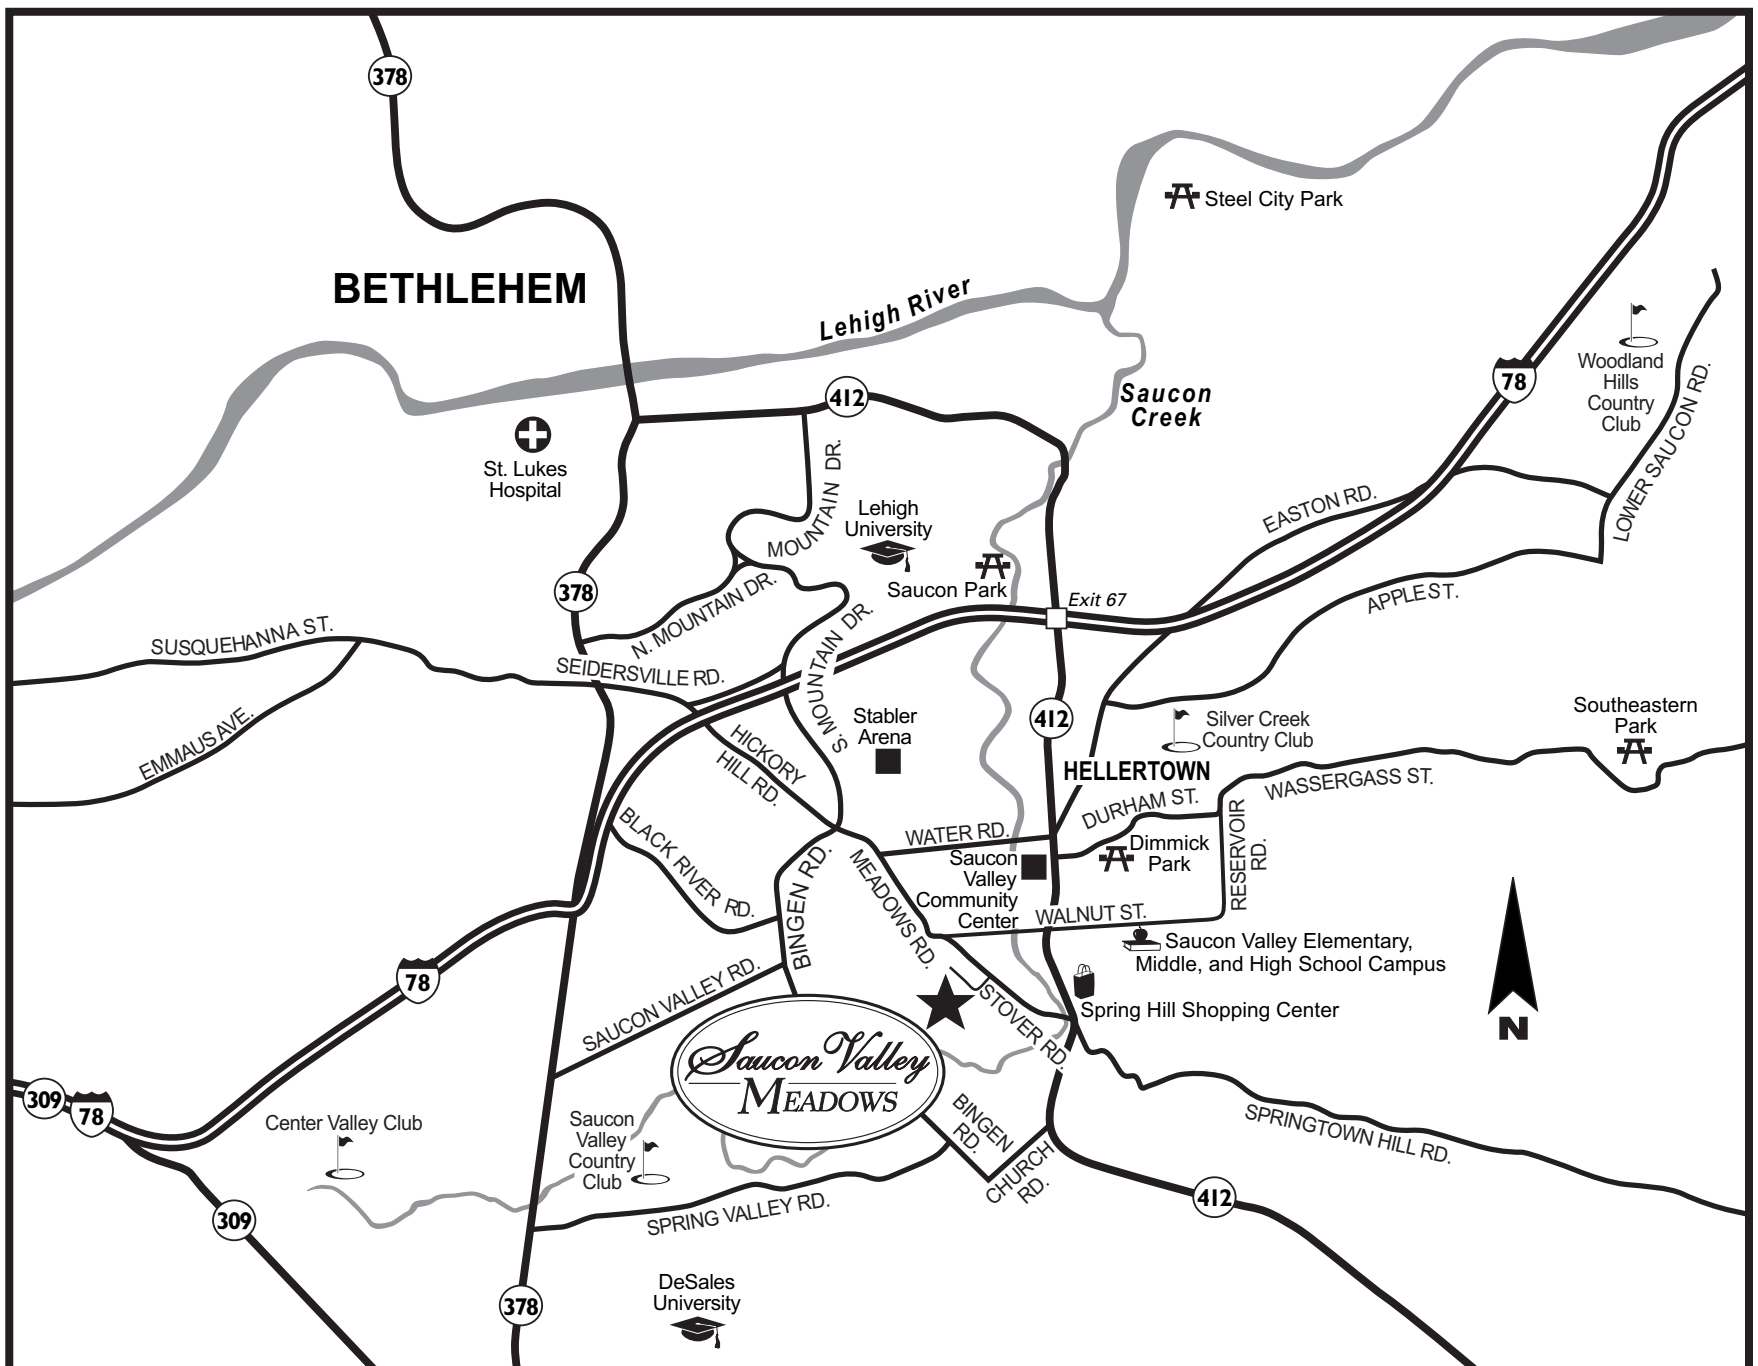 378
Steel City Park
BETHLEHEM
Lehigh River
Saucon
Creek
412
78
Woodland
Hills
Country
Club
LOWER SAUCON RD.
St. Lukes
Hospital
MOUNTAIN DR.
Lehigh
University
EASTON RD.
Saucon Park
Exit 67
APPLE ST.
378
N. MOUNTAIN DR.
S. MOUNTAIN DR.
SUSQUEHANNA ST.
SEIDERSVILLE RD.
EMMAUS AVE.
HICKORY
HILL RD.
Stabler
Arena
412
Silver Creek
Country Club
Southeastern
Park
HELLERTOWN
WASSERGASS ST.
DURHAM ST.
RESERVOIR
RD.
BLACK RIVER RD.
WATER RD.
Dimmick
Park
BINGEN RD.
MEADOWS RD.
Saucon
Valley
Community
Center
WALNUT ST.
Saucon Valley Elementary,
Middle, and High School Campus
78
SAUCON VALLEY RD.
STOVER RD.
Spring Hill Shopping Center
N
Saucon Valley
MEADOWS
309
78
Center Valley Club
Saucon
Valley
Country
Club
BINGEN
RD.
CHURCH
RD.
SPRINGTOWN HILL RD.
309
SPRING VALLEY RD.
412
378
DeSales
University